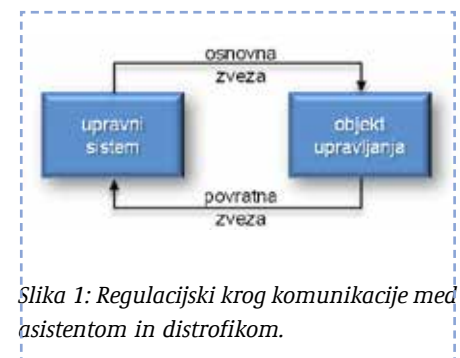 osnovna
zveza
upravni
sistem
objekt
upravljanja
povratna
zveza
Slika 1: Regulacijski krog komunikacije med
asistentom in distrofikom.